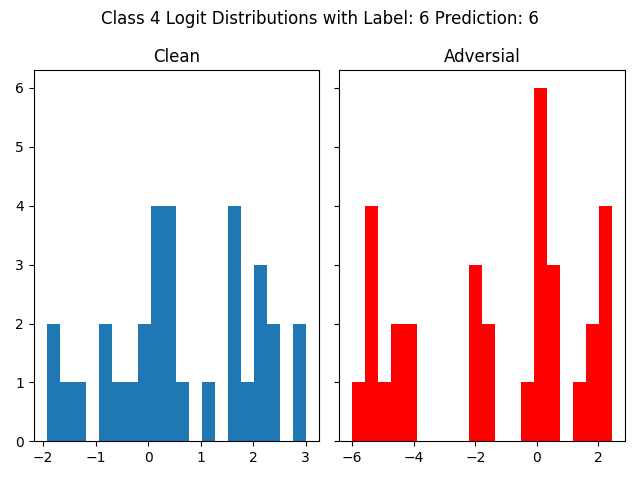 Class 4 Logit Distributions with Label: 6 Prediction: 6
Clean
Adversial
6
5
4
3
2
1
0
−2 −1 0 1 2 3
−6 −4 −2 0 2